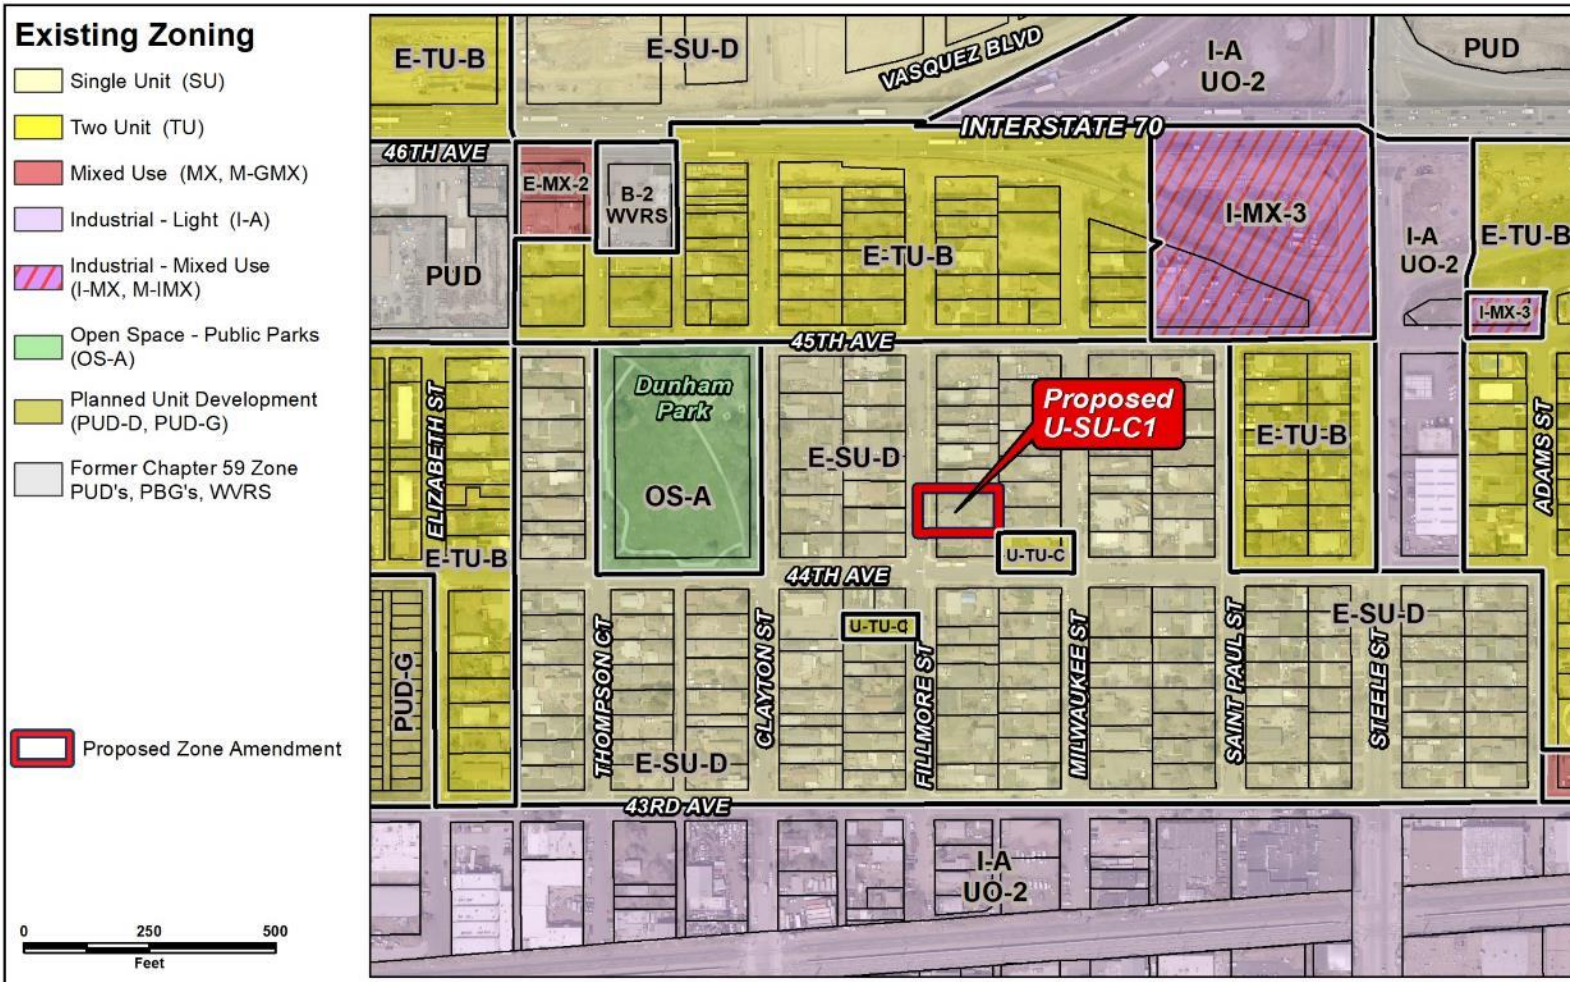 Existing Zoning
Single Unit (SU)
Two Unit (TU)
Mixed Use (MX, M-GMX)
Industrial - Light (I-A)
Industrial - Mixed Use
(I-MX, M-IMX)
Open Space - Public Parks
(OS-A)
Planned Unit Development
(PUD-D, PUD-G)
Former Chapter 59 Zone
PUD's, PBG's, WVRS
Proposed Zone Amendment
0 250 500
Feet
E-TU-B
E-SU-D
VASQUEZ BLVD
I-A
UO-2
PUD
INTERSTATE 70
46TH AVE
E-MX-2
B-2
WVRS
PUD
E-TU-B
I-MX-3
I-A
UO-2
E-TU-B
I-MX-3
45TH AVE
ELIZABETH ST
Dunham
Park
OS-A
E-SU-D
Proposed
U-SU-C1
E-TU-B
ADAMS ST
E-TU-B
U-TU-C
44TH AVE
U-TU-C
E-SU-D
PUD-G
THOMPSON CT
CLAYTON ST
FILLMORE ST
MILWAUKEE ST
SAINT PAUL ST
STEELE ST
E-SU-D
43RD AVE
I-A
UO-2